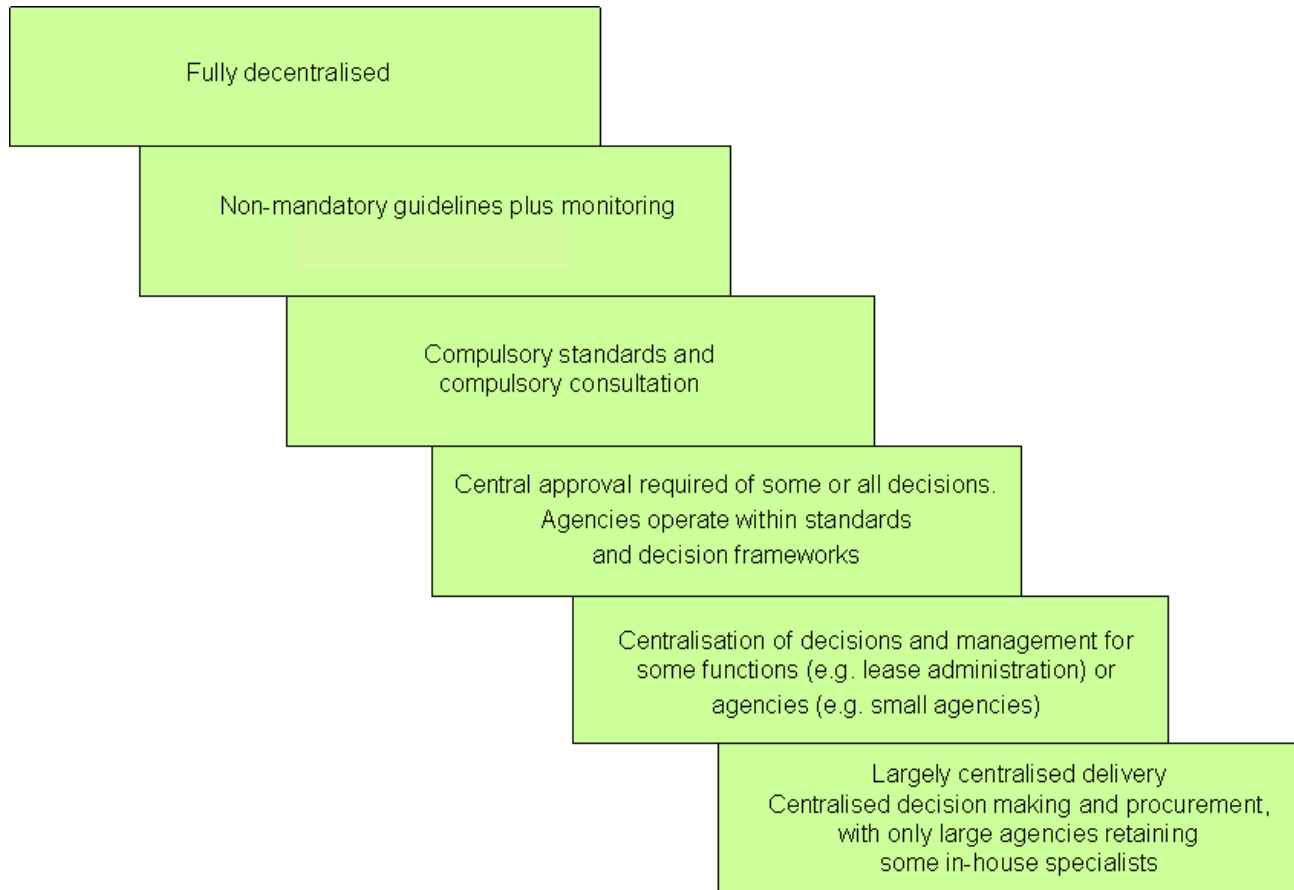 Fully decentralised
Non-mandatory guidelines plus monitoring
Compulsory standards and
compulsory consultation
Central approval required of some or all decisions.
Agencies operate within standards
and decision frameworks
Centralisation of decisions and management for
some functions (e.g. lease administration) or
agencies (e.g. small agencies)
Largely centralised delivery
Centralised decision making and procurement,
with only large agencies retaining
some in-house specialists